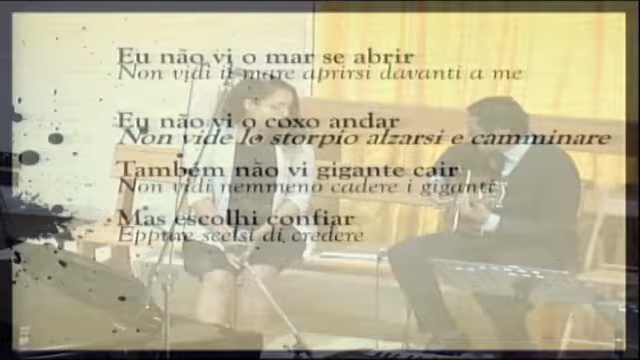 Eu não vi o mar se abrir
Non vidi il mare aprirsi davanti a me
Eu não vi o coxo andar
Non vide lo storpio alzarsi e camminare
Também não vi gigante cair
Non vidi nemmeno cadere i giganti
Mas escolhi confiar
Eppure scelsi di credere